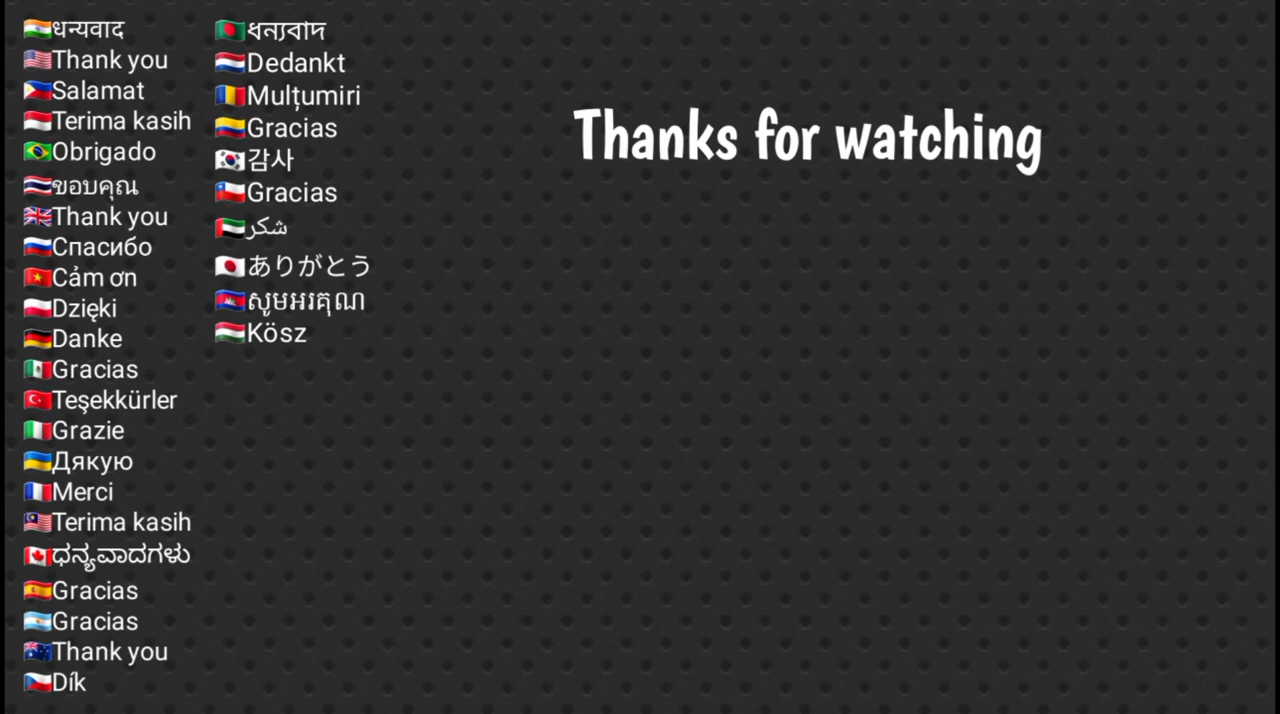 🇮🇳धन्यवाद
🇺🇸Thank you
🇵🇭Salamat
🇮🇩Terima kasih
🇧🇷Obrigado
🇹🇭ขอบคุณ
🇬🇧Thank you
🇷🇺Спасибо
🇻🇳Cảm ơn
🇵🇱Dzięki
🇩🇪Danke
🇲🇽Gracias
🇹🇷Teşekkürler
🇮🇹Grazie
🇺🇦Дякую
🇫🇷Merci
🇲🇾Terima kasih
🇨🇦ಧನ್ಯವಾದಗಳು
🇪🇸Gracias
🇦🇷Gracias
🇦🇺Thank you
🇨🇿Dík
🇧🇩ধন্যবাদ
🇳🇱Dedankt
🇷🇴Mulțumiri
🇨🇴Gracias
🇰🇷감사
🇨🇱Gracias
🇦🇪شكر
🇯🇵ありがとう
🇰🇭សូមអរគុណ
🇭🇺Kösz
Thanks for watching